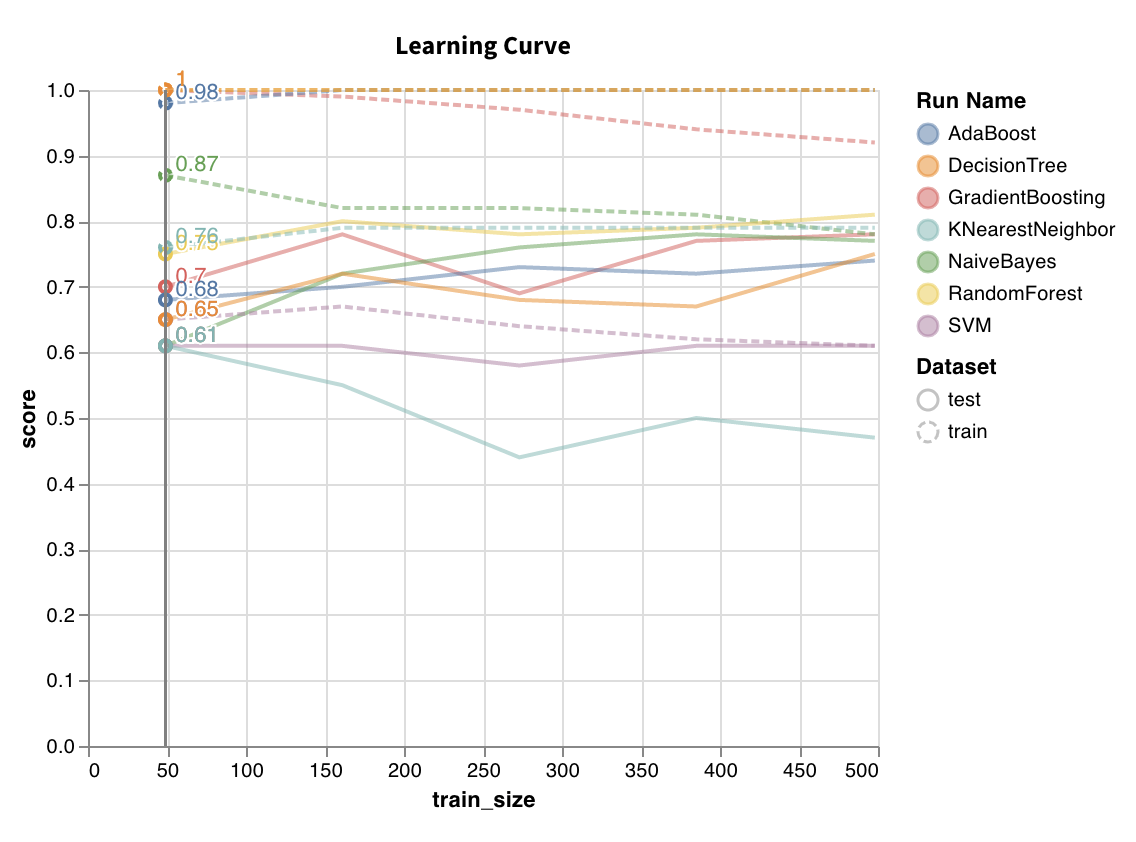 Learning Curve
1
0.98
0.87
0.76
0.75
0.7
0.68
0.65
0.61
1.0
0.9
0.8
0.7
0.6
0.5
0.4
0.3
0.2
0.1
0.0
score
0 50 100 150 200 250 300 350 400 450 500
train_size
Run Name
AdaBoost
DecisionTree
GradientBoosting
KNearestNeighbor
NaiveBayes
RandomForest
SVM
Dataset
test
train